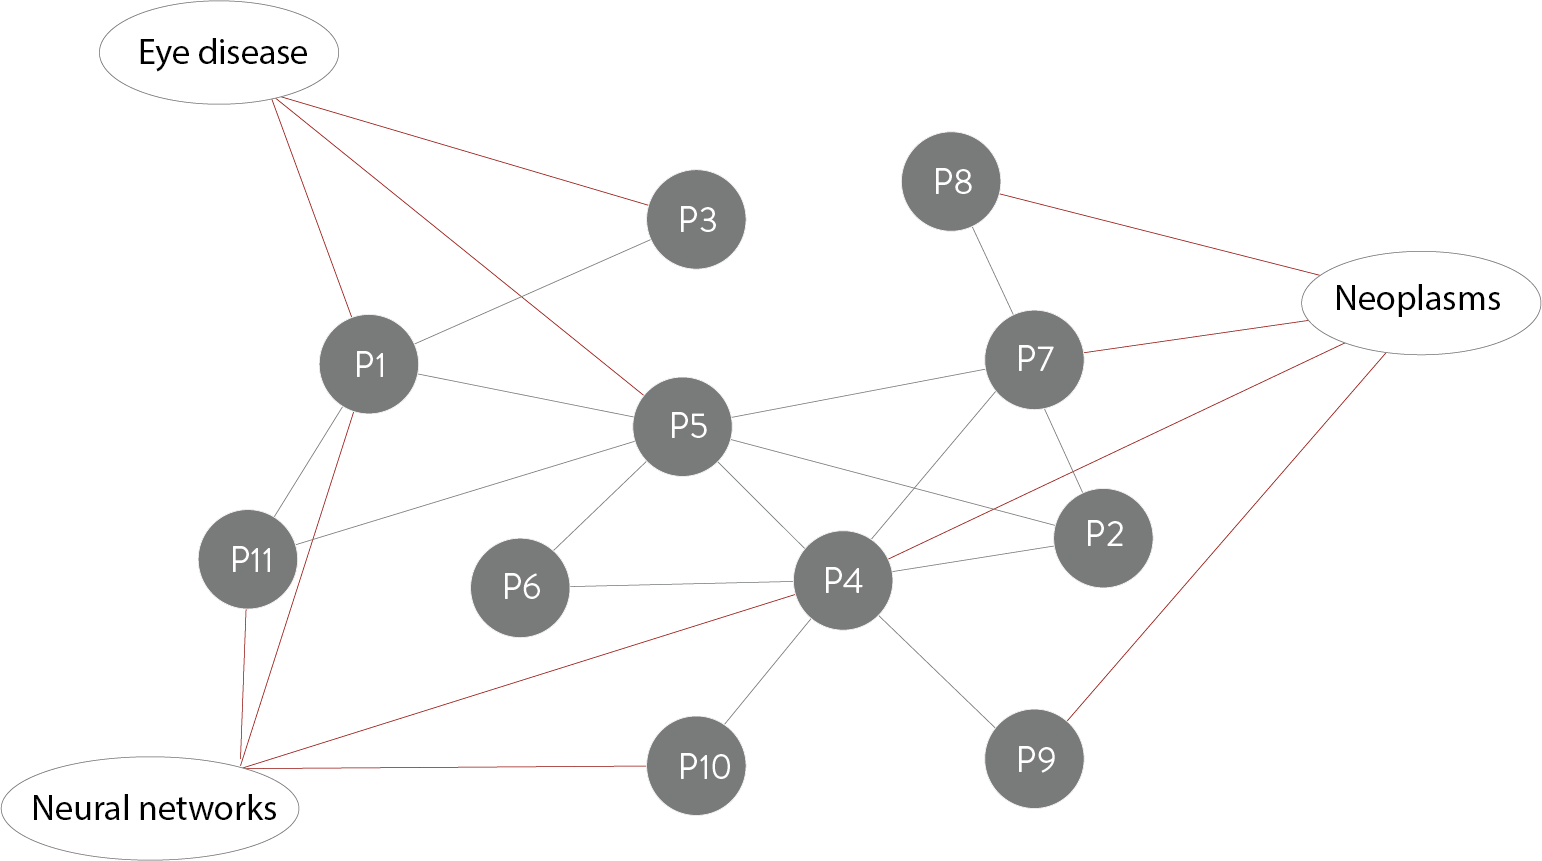 Eye disease
P8
P3
Neoplasms
P7
P1
P5
P2
P11
P6
P4
P9
P10
Neural networks